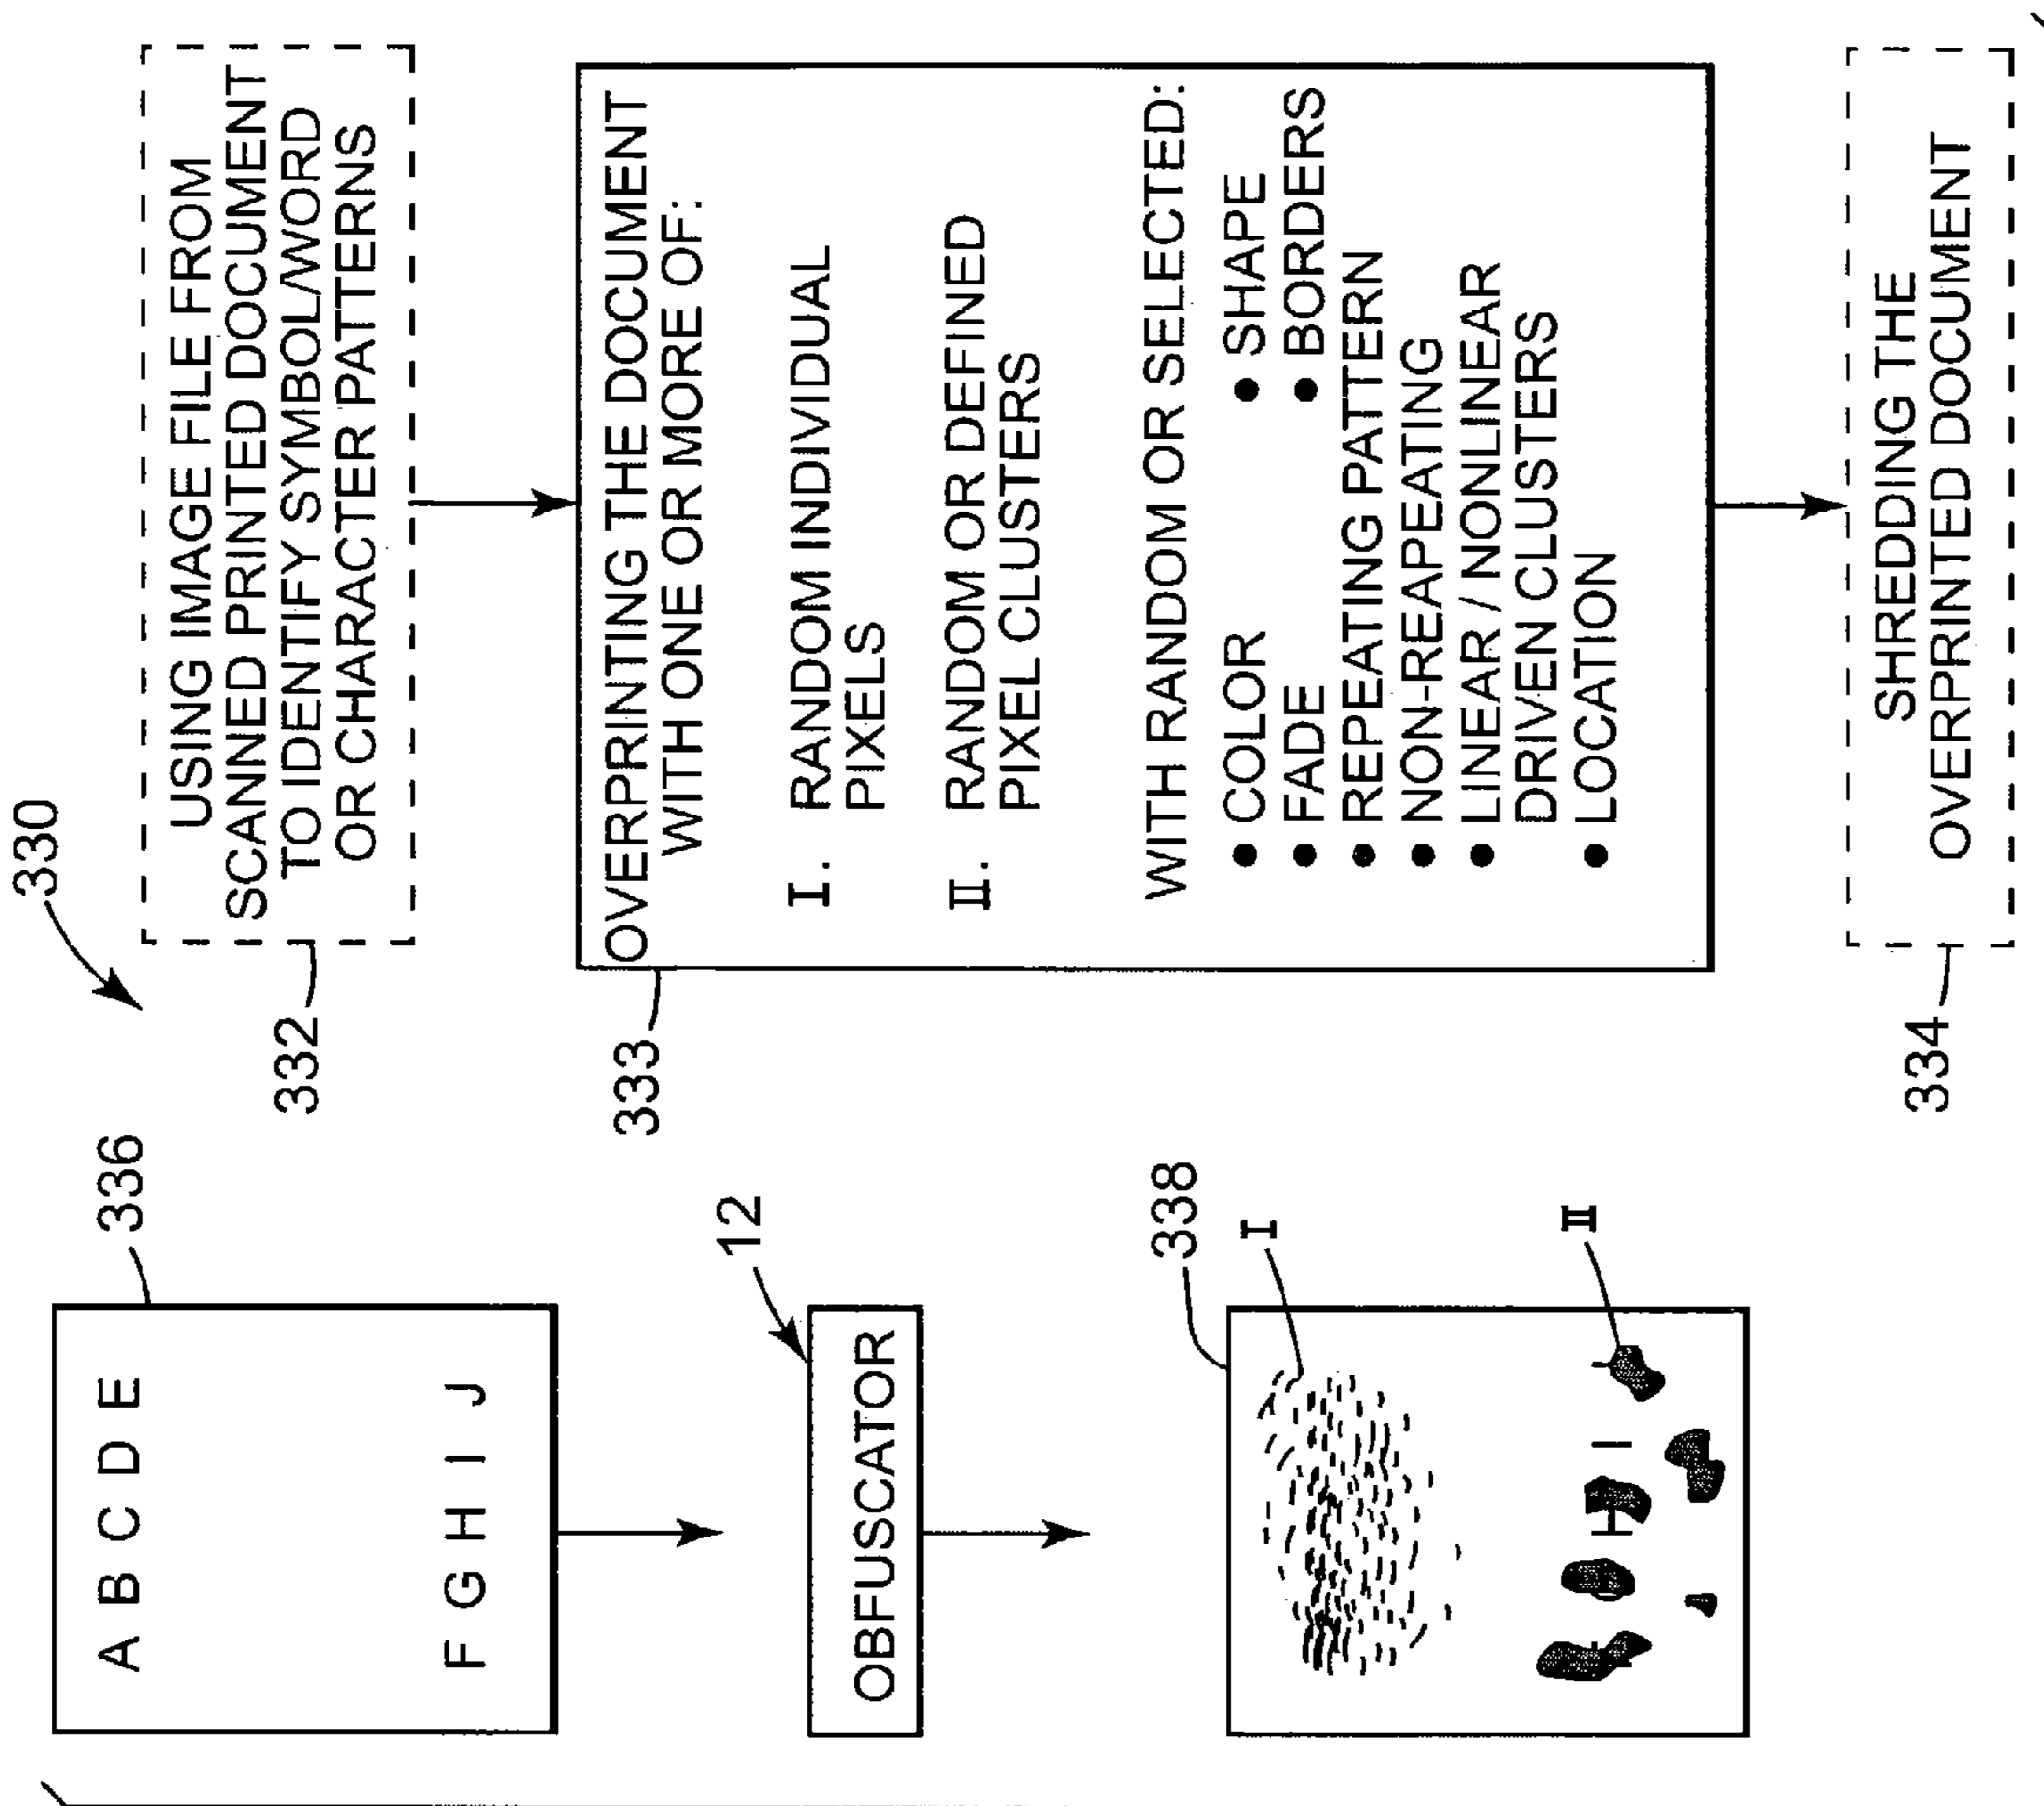 330
336
A B C D E
F G H I J
12
OBFUSCATOR
338
I
II
332
USING IMAGE FILE FROM
SCANNED PRINTED DOCUMENT
TO IDENTIFY SYMBOL/WORD
OR CHARACTER PATTERNS
333
OVERPRINTING THE DOCUMENT
WITH ONE OR MORE OF:
I. RANDOM INDIVIDUAL
PIXELS
II. RANDOM OR DEFINED
PIXEL CLUSTERS
WITH RANDOM OR SELECTED:
• COLOR • SHAPE
• FADE • BORDERS
• REPEATING PATTERN
• NON-REAPEATING
• LINEAR / NONLINEAR
DRIVEN CLUSTERS
• LOCATION
334
SHREDDING THE
OVERPRINTED DOCUMENT